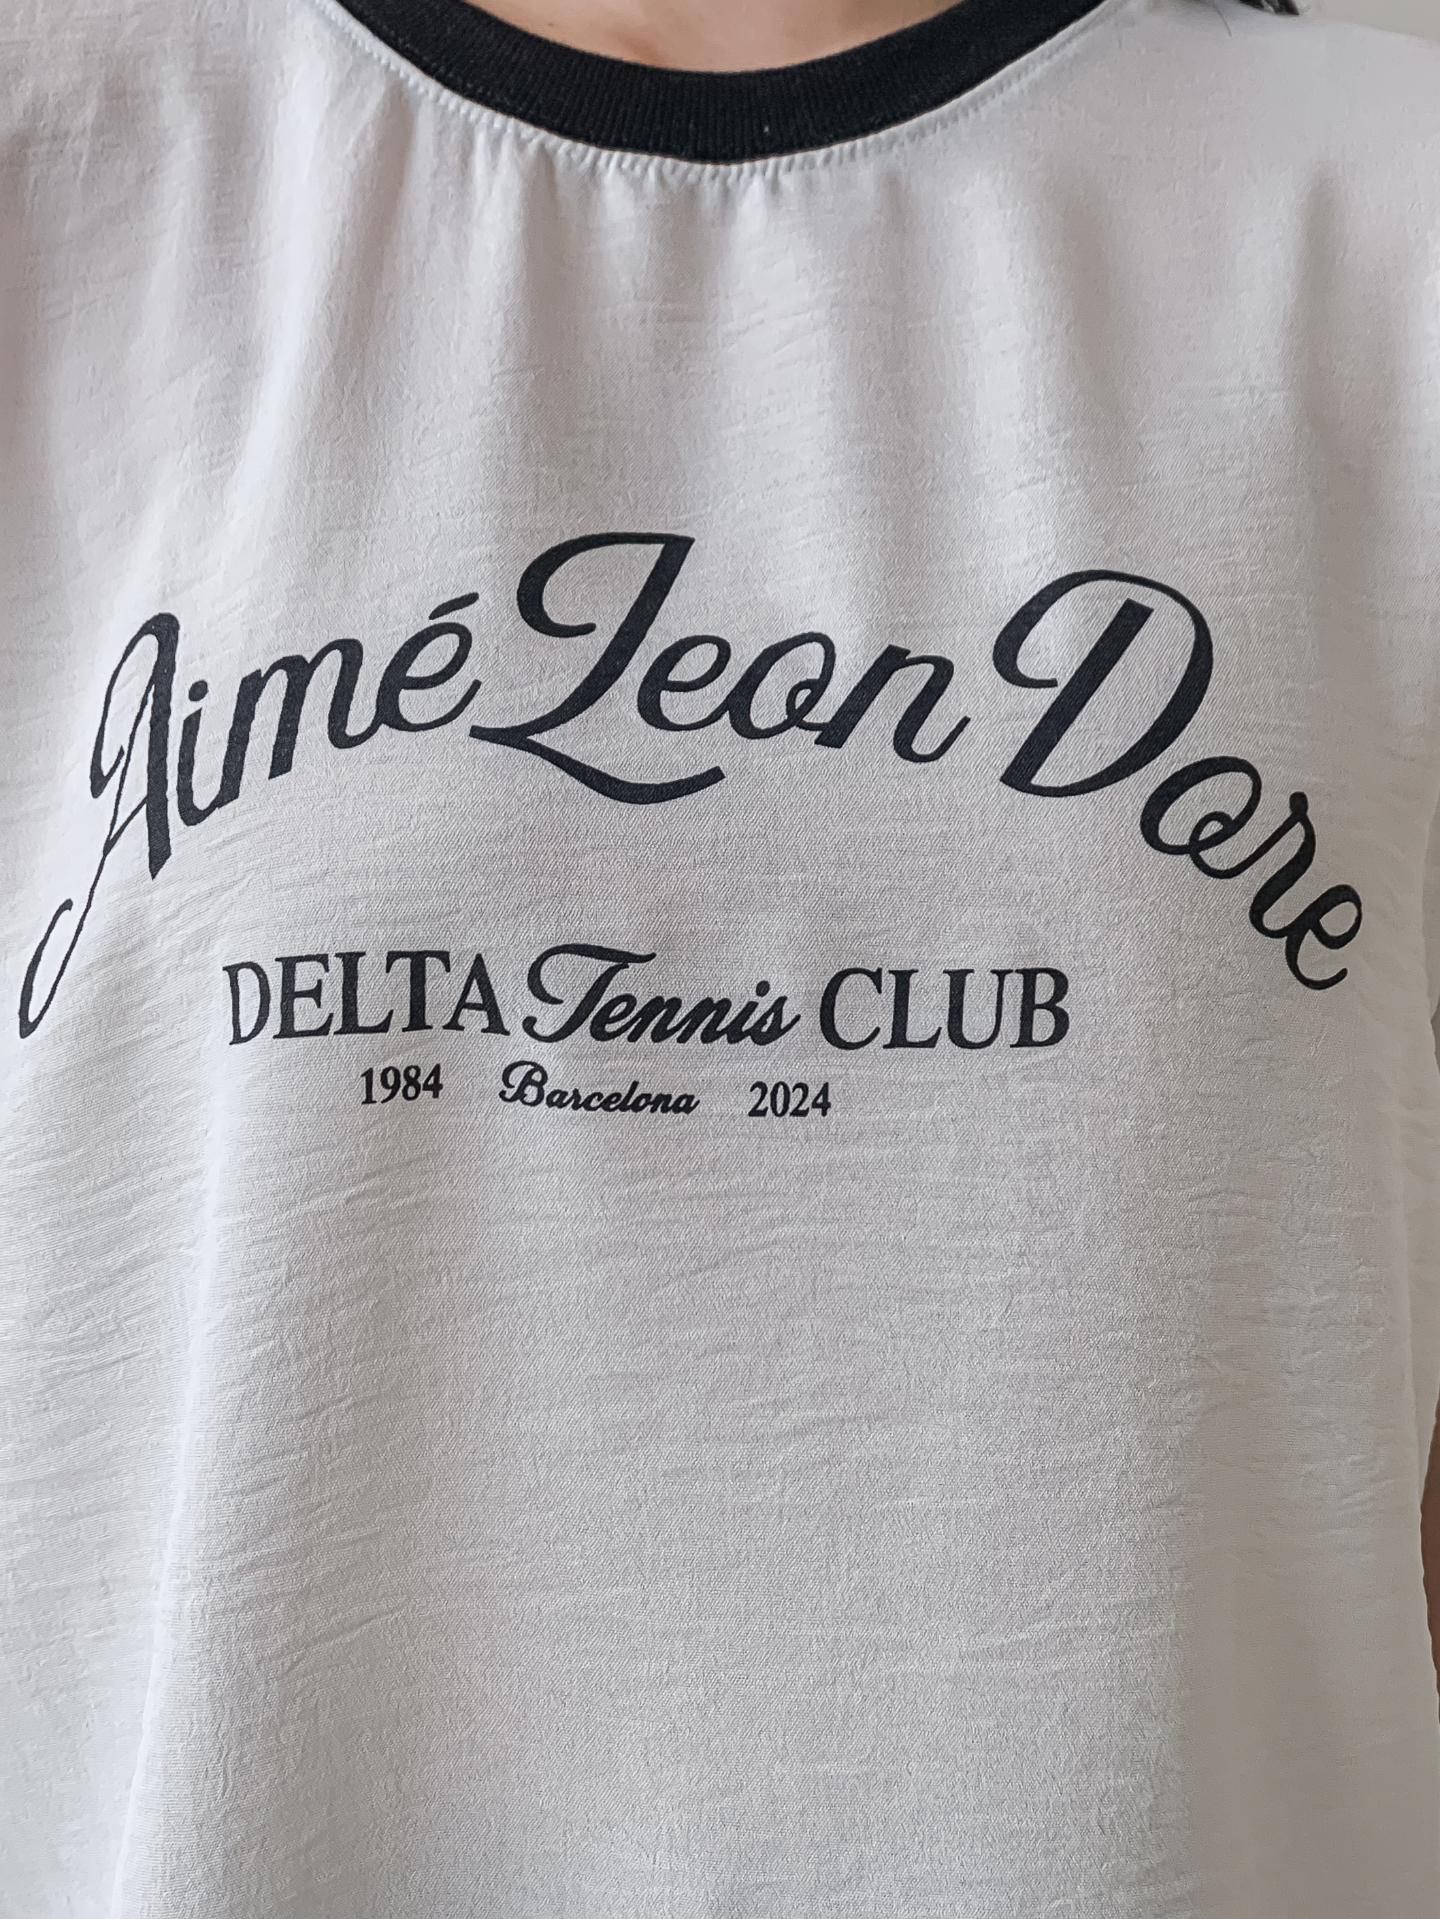 Aimé Leon Dore
DELTA Tennis CLUB
1984 Barcelona 2024